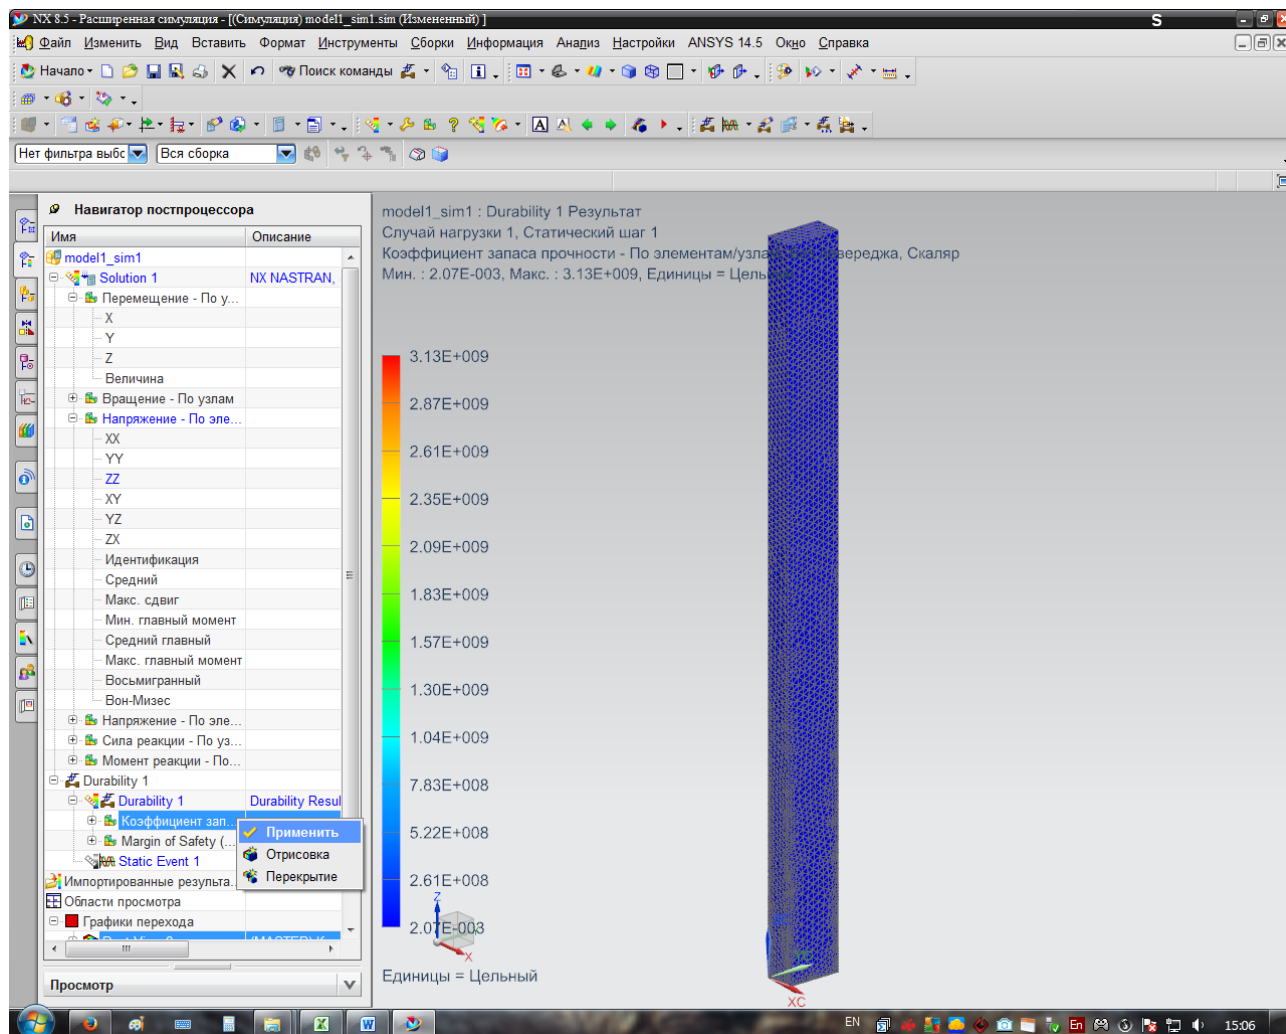 NX 8.5 - Расширенная симуляция - [(Симуляция) model1_sim1.sim (Измененный) ]
S
Файл Изменить Вид Вставить Формат Инструменты Сборки Информация Анализ Настройки ANSYS 14.5 Окно Справка
Начало Поиск команды
Нет фильтра выбс Вся сборка
Навигатор постпроцессора
Имя Описание
model1_sim1
Solution 1 NX NASTRAN,
Перемещение - По у...
X
Y
Z
Величина
Вращение - По узлам
Напряжение - По эле...
XX
YY
ZZ
XY
YZ
ZX
Идентификация
Средний
Макс. сдвиг
Мин. главный момент
Средний главный
Макс. главный момент
Восьмигранный
Вон-Мизес
Напряжение - По эле...
Сила реакции - По уз...
Момент реакции - По...
Durability 1
Durability 1 Durability Resul
Коэффициент зап...
Margin of Safety (...
Static Event 1
Импортированные результа...
Области просмотра
Графики перехода
Просмотр
Применить
Отрисовка
Перекрытие
model1_sim1 : Durability 1 Результат
Случай нагрузки 1, Статический шаг 1
Коэффициент запаса прочности - По элементам/узла вереджа, Скаляр
Мин. : 2.07E-003, Макс. : 3.13E+009, Единицы = Цель
3.13E+009
2.87E+009
2.61E+009
2.35E+009
2.09E+009
1.83E+009
1.57E+009
1.30E+009
1.04E+009
7.83E+008
5.22E+008
2.61E+008
2.07E-003
Z
X
Единицы = Цельный
XC
EN
En
15:06